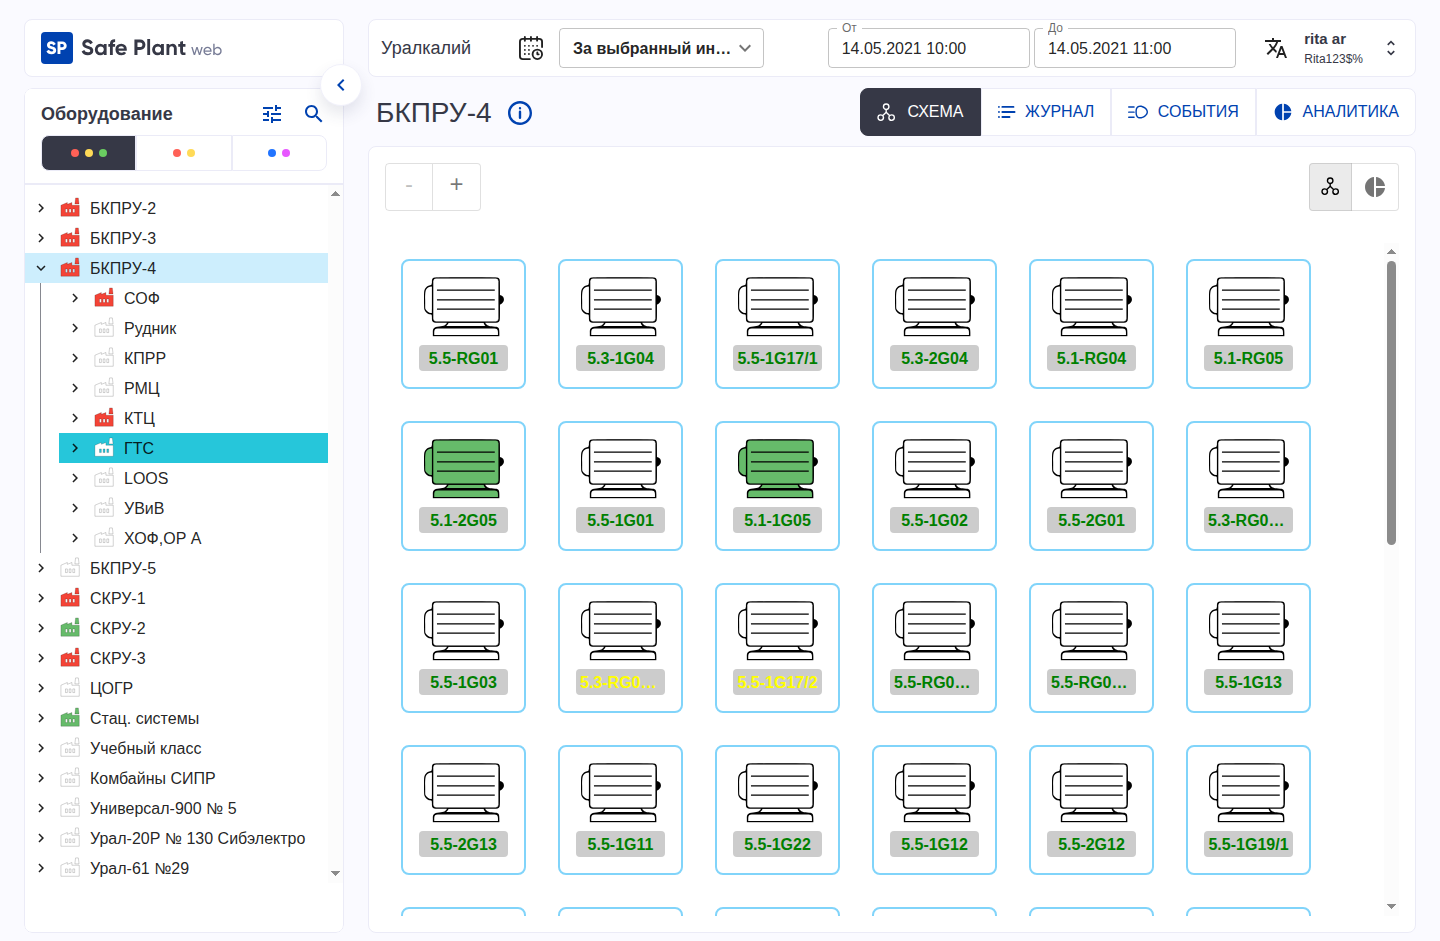 SP Safe Plant web
Уралкалий
За выбранный ин…
От
14.05.2021 10:00
До
14.05.2021 11:00
rita ar
Rita123$%
Оборудование
БКПРУ-2
БКПРУ-3
БКПРУ-4
СОФ
Рудник
КПРР
РМЦ
КТЦ
ГТС
LOOS
УВиВ
ХОФ,ОР А
БКПРУ-5
СКРУ-1
СКРУ-2
СКРУ-3
ЦОГР
Стац. системы
Учебный класс
Комбайны СИПР
Универсал-900 № 5
Урал-20Р № 130 Сибэлектро
Урал-61 №29
БКПРУ-4
СХЕМА
ЖУРНАЛ
СОБЫТИЯ
АНАЛИТИКА
- +
5.5-RG01 5.3-1G04 5.5-1G17/1 5.3-2G04 5.1-RG04 5.1-RG05
5.1-2G05 5.5-1G01 5.1-1G05 5.5-1G02 5.5-2G01 5.3-RG0…
5.5-1G03 5.3-RG0… 5.5-1G17/2 5.5-RG0… 5.5-RG0… 5.5-1G13
5.5-2G13 5.5-1G11 5.5-1G22 5.5-1G12 5.5-2G12 5.5-1G19/1